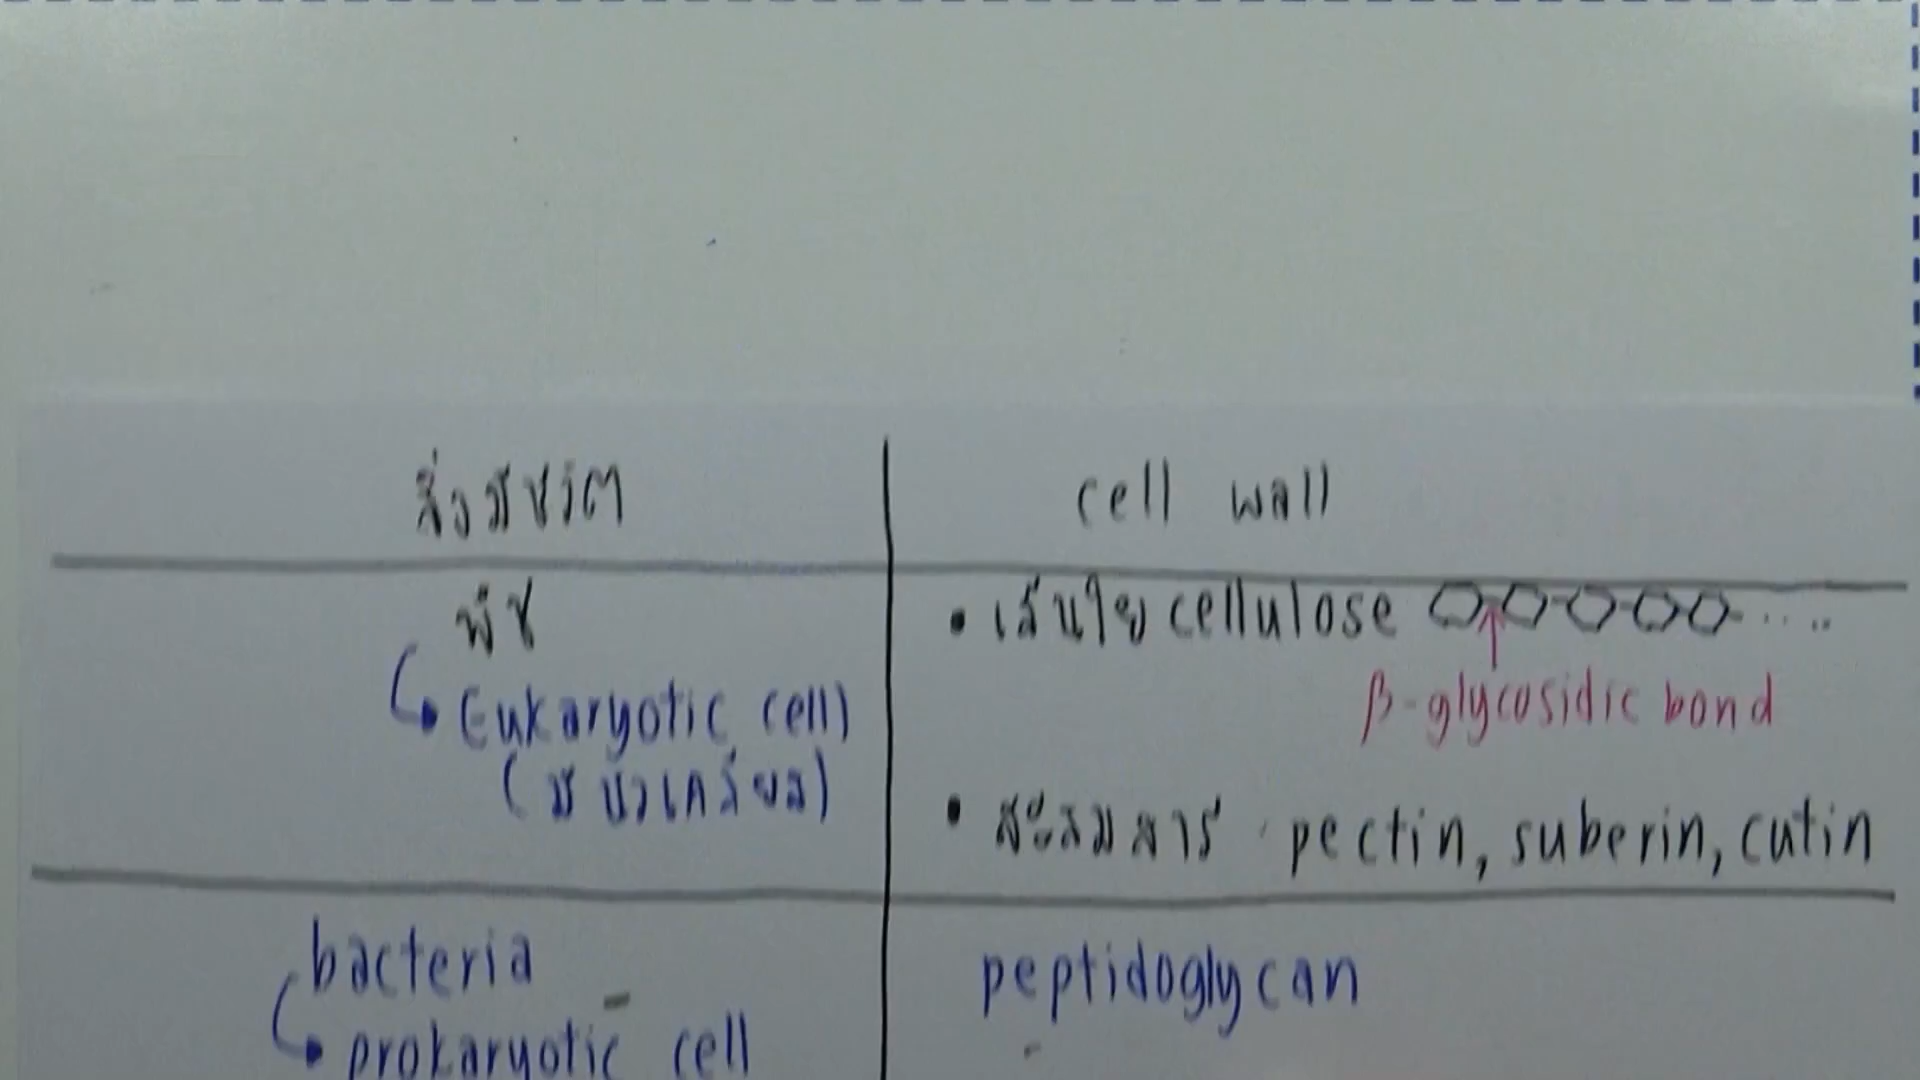 สิ่งมีชีวิต
cell wall
พืช
Eukaryotic cell)
(มีนิวเคลียส)
• เส้นใย cellulose .....
β-glycosidic bond
• สะสมสาร pectin, suberin, cutin
bacteria
prokaryotic cell
peptidoglycan